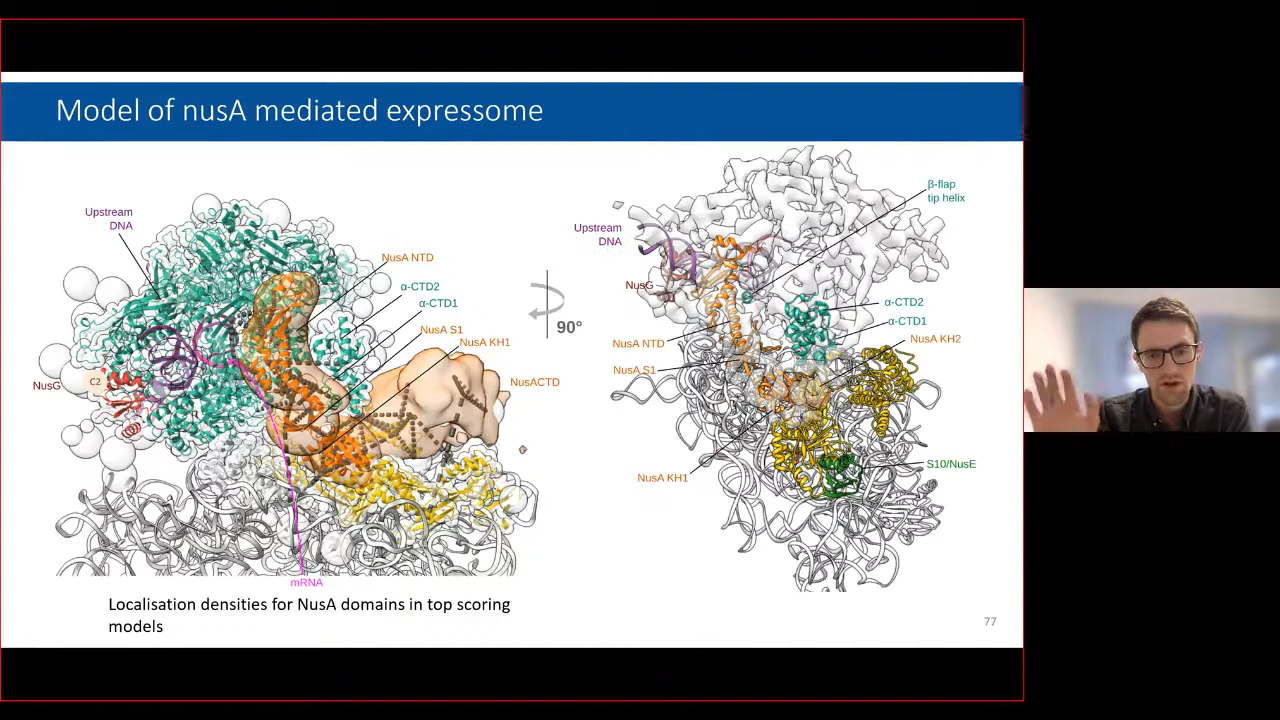 Model of nusA mediated expressome
Upstream
DNA
NusA NTD
α-CTD2
α-CTD1
NusA S1
NusA KH1
NusACTD
NusG
C2
mRNA
90°
β-flap
tip helix
Upstream
DNA
NusG
α-CTD2
α-CTD1
NusA KH2
NusA NTD
NusA S1
S10/NusE
NusA KH1
Localisation densities for NusA domains in top scoring
models
77